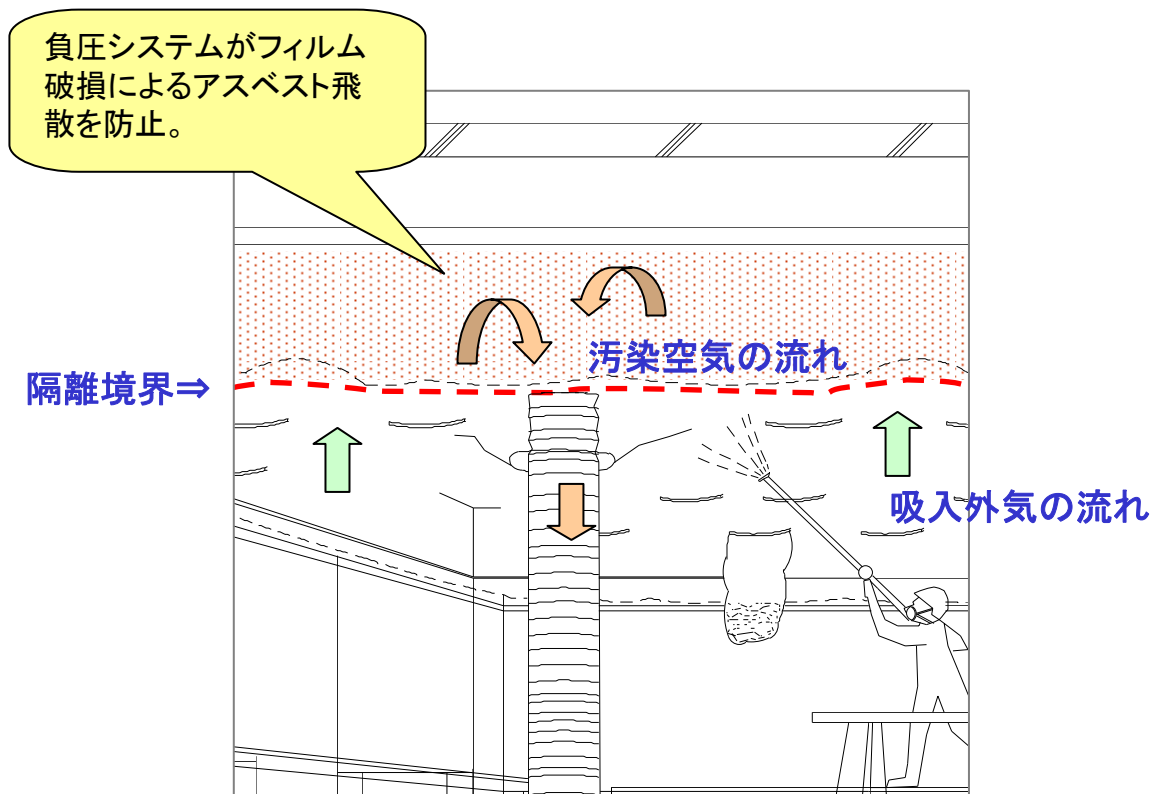 負圧システムがフィルム
破損によるアスベスト飛
散を防止。
汚染空気の流れ
隔離境界⇒
吸入外気の流れ